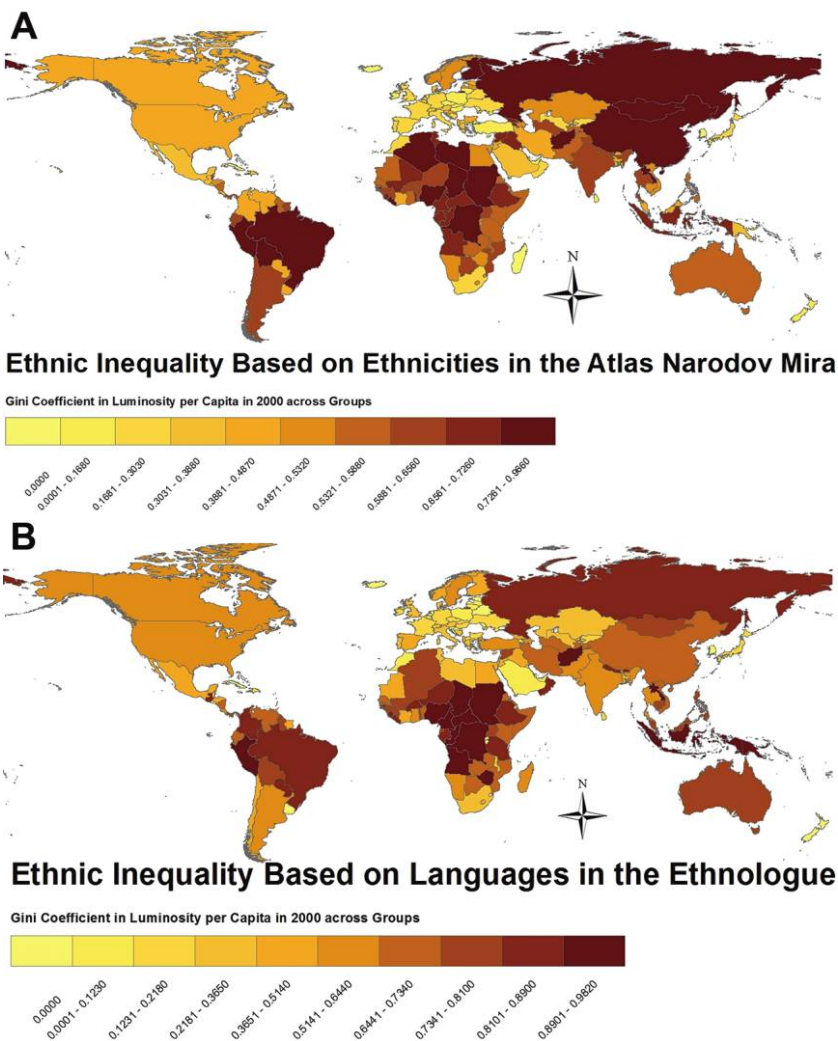 A
N
Ethnic Inequality Based on Ethnicities in the Atlas Narodov Mira
Gini Coefficient in Luminosity per Capita in 2000 across Groups
0.0000
0.0001 - 0.1680
0.1681 - 0.3030
0.3031 - 0.3880
0.3881 - 0.4870
0.4871 - 0.5320
0.5321 - 0.5880
0.5881 - 0.6560
0.6561 - 0.7260
0.7261 - 0.9660
B
N
Ethnic Inequality Based on Languages in the Ethnologue
Gini Coefficient in Luminosity per Capita in 2000 across Groups
0.0000
0.0001 - 0.1230
0.1231 - 0.2180
0.2181 - 0.3650
0.3651 - 0.5140
0.5141 - 0.6440
0.6441 - 0.7340
0.7341 - 0.8100
0.8101 - 0.8900
0.8901 - 0.9820